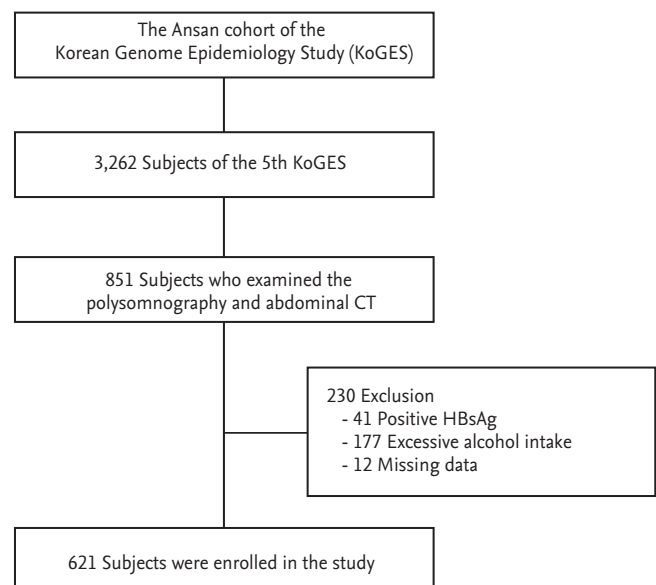 The Ansan cohort of the
Korean Genome Epidemiology Study (KoGES)
3,262 Subjects of the 5th KoGES
851 Subjects who examined the
polysomnography and abdominal CT
230 Exclusion
- 41 Positive HBsAg
- 177 Excessive alcohol intake
- 12 Missing data
621 Subjects were enrolled in the study